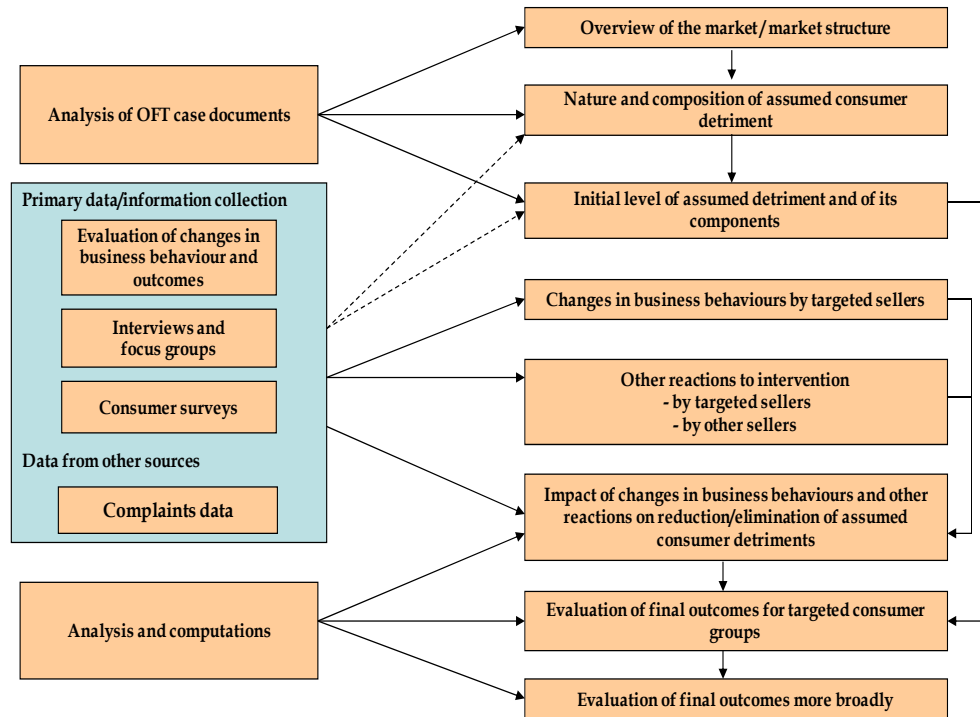 Analysis of OFT case documents
Primary data/information collection
Evaluation of changes in
business behaviour and
outcomes
Interviews and
focus groups
Consumer surveys
Data from other sources
Complaints data
Analysis and computations
Overview of the market/market structure
Nature and composition of assumed consumer
detriment
Initial level of assumed detriment and of its
components
Changes in business behaviours by targeted sellers
Other reactions to intervention
- by targeted sellers
- by other sellers
Impact of changes in business behaviours and other
reactions on reduction/elimination of assumed
consumer detriments
Evaluation of final outcomes for targeted consumer
groups
Evaluation of final outcomes more broadly